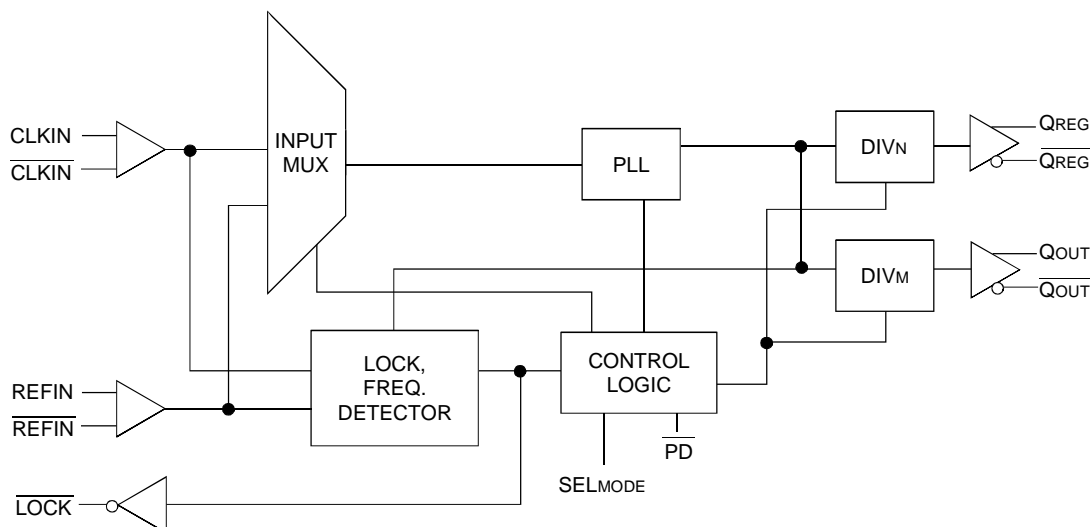 CLKIN
CLKIN
INPUT
MUX
PLL
DIVN
QREG
QREG
DIVM
QOUT
QOUT
REFIN
REFIN
LOCK,
FREQ.
DETECTOR
CONTROL
LOGIC
PD
SELMODE
LOCK